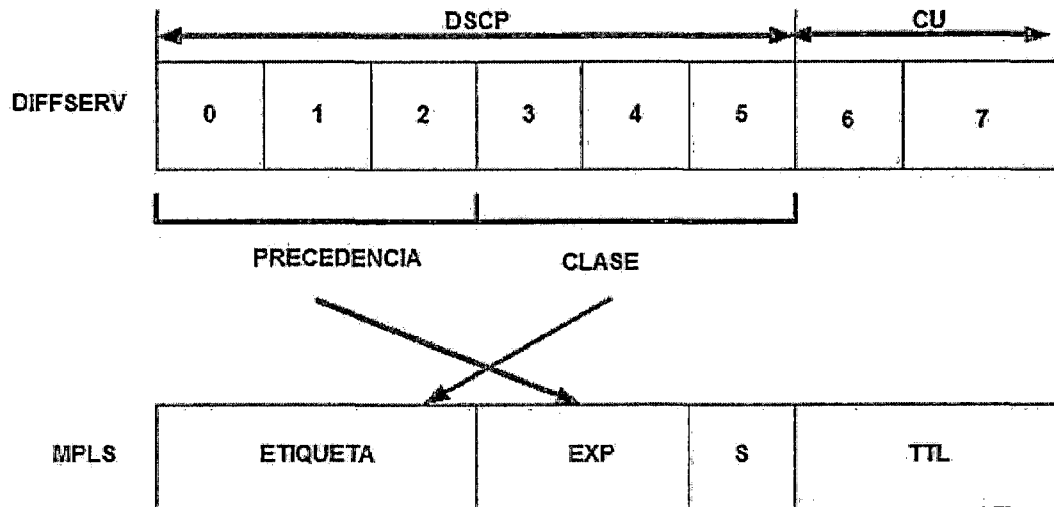 DSCP CU
DIFFSERV 0 1 2 3 4 5 6 7
PRECEDENCIA CLASE
MPLS ETIQUETA EXP S TTL